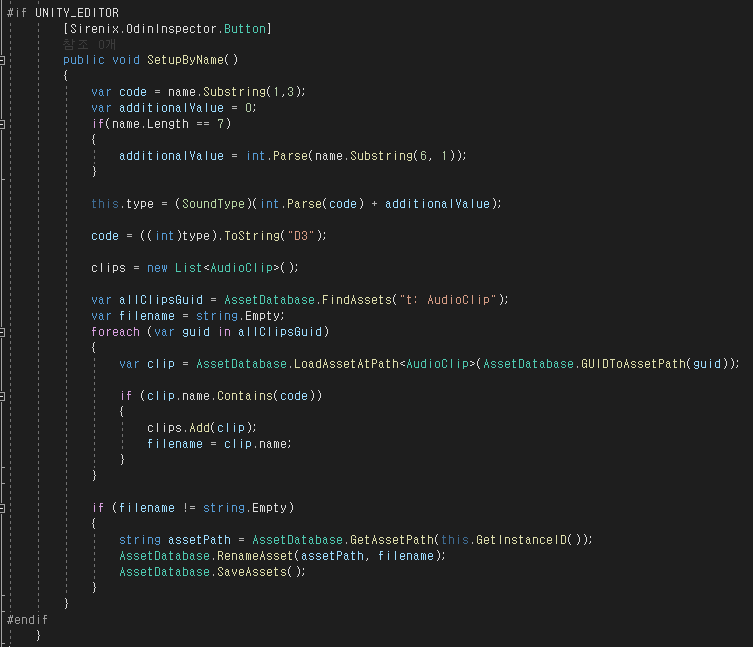 #if UNITY_EDITOR
[Sirenix.OdinInspector.Button]
참조 0개
public void SetupByName()
{
var code = name.Substring(1,3);
var additionalValue = 0;
if(name.Length == 7)
{
additionalValue = int.Parse(name.Substring(6, 1));
}
this.type = (SoundType)(int.Parse(code) + additionalValue);
code = ((int)type).ToString("D3");
clips = new List<AudioClip>();
var allClipsGuid = AssetDatabase.FindAssets("t: AudioClip");
var filename = string.Empty;
foreach (var guid in allClipsGuid)
{
var clip = AssetDatabase.LoadAssetAtPath<AudioClip>(AssetDatabase.GUIDToAssetPath(guid));
if (clip.name.Contains(code))
{
clips.Add(clip);
filename = clip.name;
}
}
if (filename != string.Empty)
{
string assetPath = AssetDatabase.GetAssetPath(this.GetInstanceID());
AssetDatabase.RenameAsset(assetPath, filename);
AssetDatabase.SaveAssets();
}
}
#endif
}